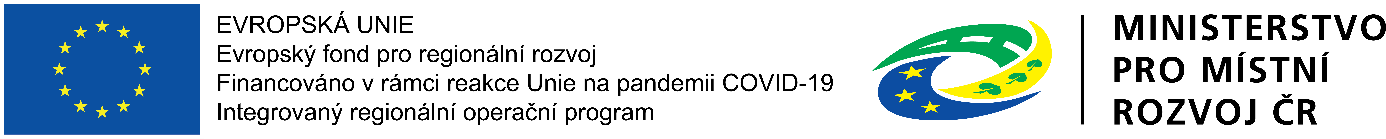 EVROPSKÁ UNIE
Evropský fond pro regionální rozvoj
Financováno v rámci reakce Unie na pandemii COVID-19
Integrovaný regionální operační program
MINISTERSTVO
PRO MÍSTNÍ
ROZVOJ ČR